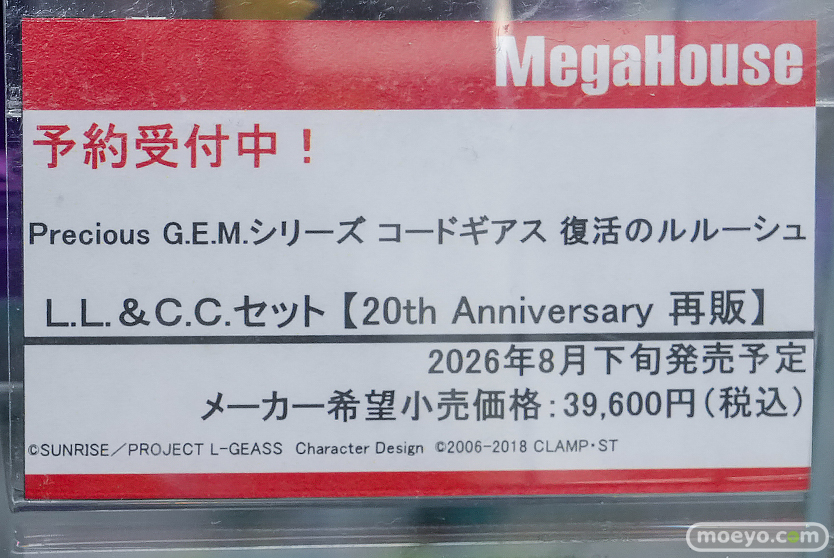 MegaHouse
予約受付中！
Precious G.E.M.シリーズ コードギアス 復活のルルーシュ
L.L.＆C.C.セット【20th Anniversary 再販】
2026年8月下旬発売予定
メーカー希望小売価格：39,600円（税込）
©SUNRISE／PROJECT L-GEASS Character Design ©2006-2018 CLAMP・ST
moeyo.com